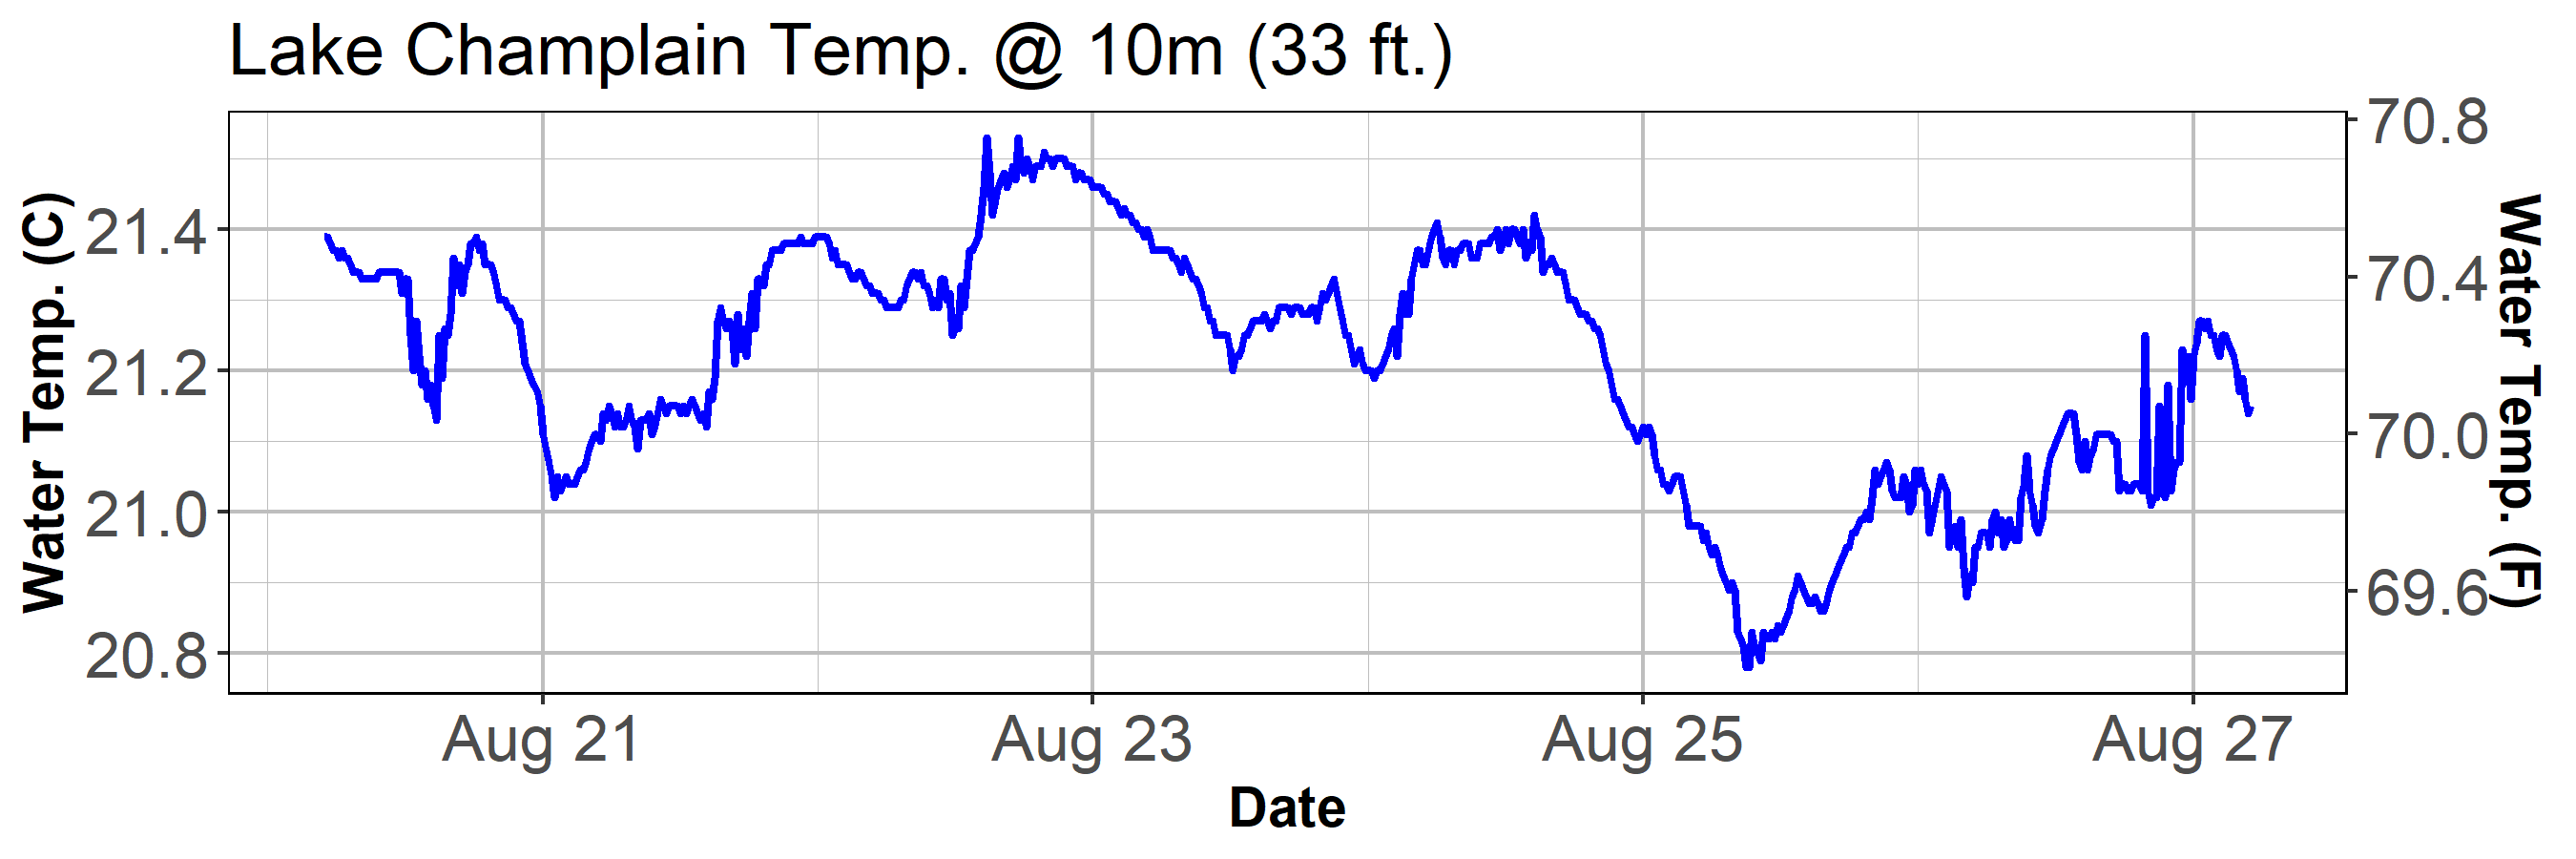 Lake Champlain Temp. @ 10m (33 ft.)
Water Temp. (C)
21.4
21.2
21.0
20.8
70.8
70.4
70.0
69.6
Water Temp. (F)
Aug 21
Aug 23
Aug 25
Aug 27
Date